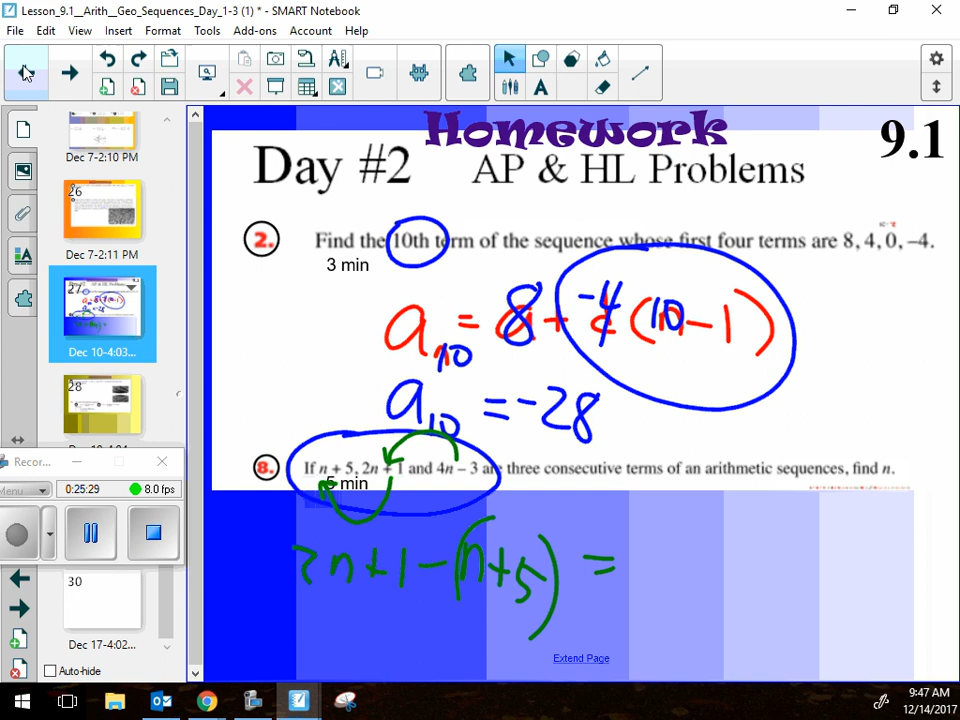 Lesson_9.1__Arith__Geo_Sequences_Day_1-3 (1) * - SMART Notebook
File Edit View Insert Format Tools Add-ons Account Help
Dec 7-2:10 PM
26
Dec 7-2:11 PM
27
Dec 10-4:03...
28
Recor...
Menu
0:25:29
8.0 fps
30
Dec 17-4:02...
Auto-hide
Homework
9.1
Day #2 AP & HL Problems
2. Find the 10th term of the sequence whose first four terms are 8, 4, 0, –4.
3 min
a10 = 8 + -4(10-1)
a10 = -28
8. If n + 5, 2n + 1 and 4n – 3 are three consecutive terms of an arithmetic sequences, find n.
5 min
2n+1-(n+5) =
Extend Page
9:47 AM
12/14/2017